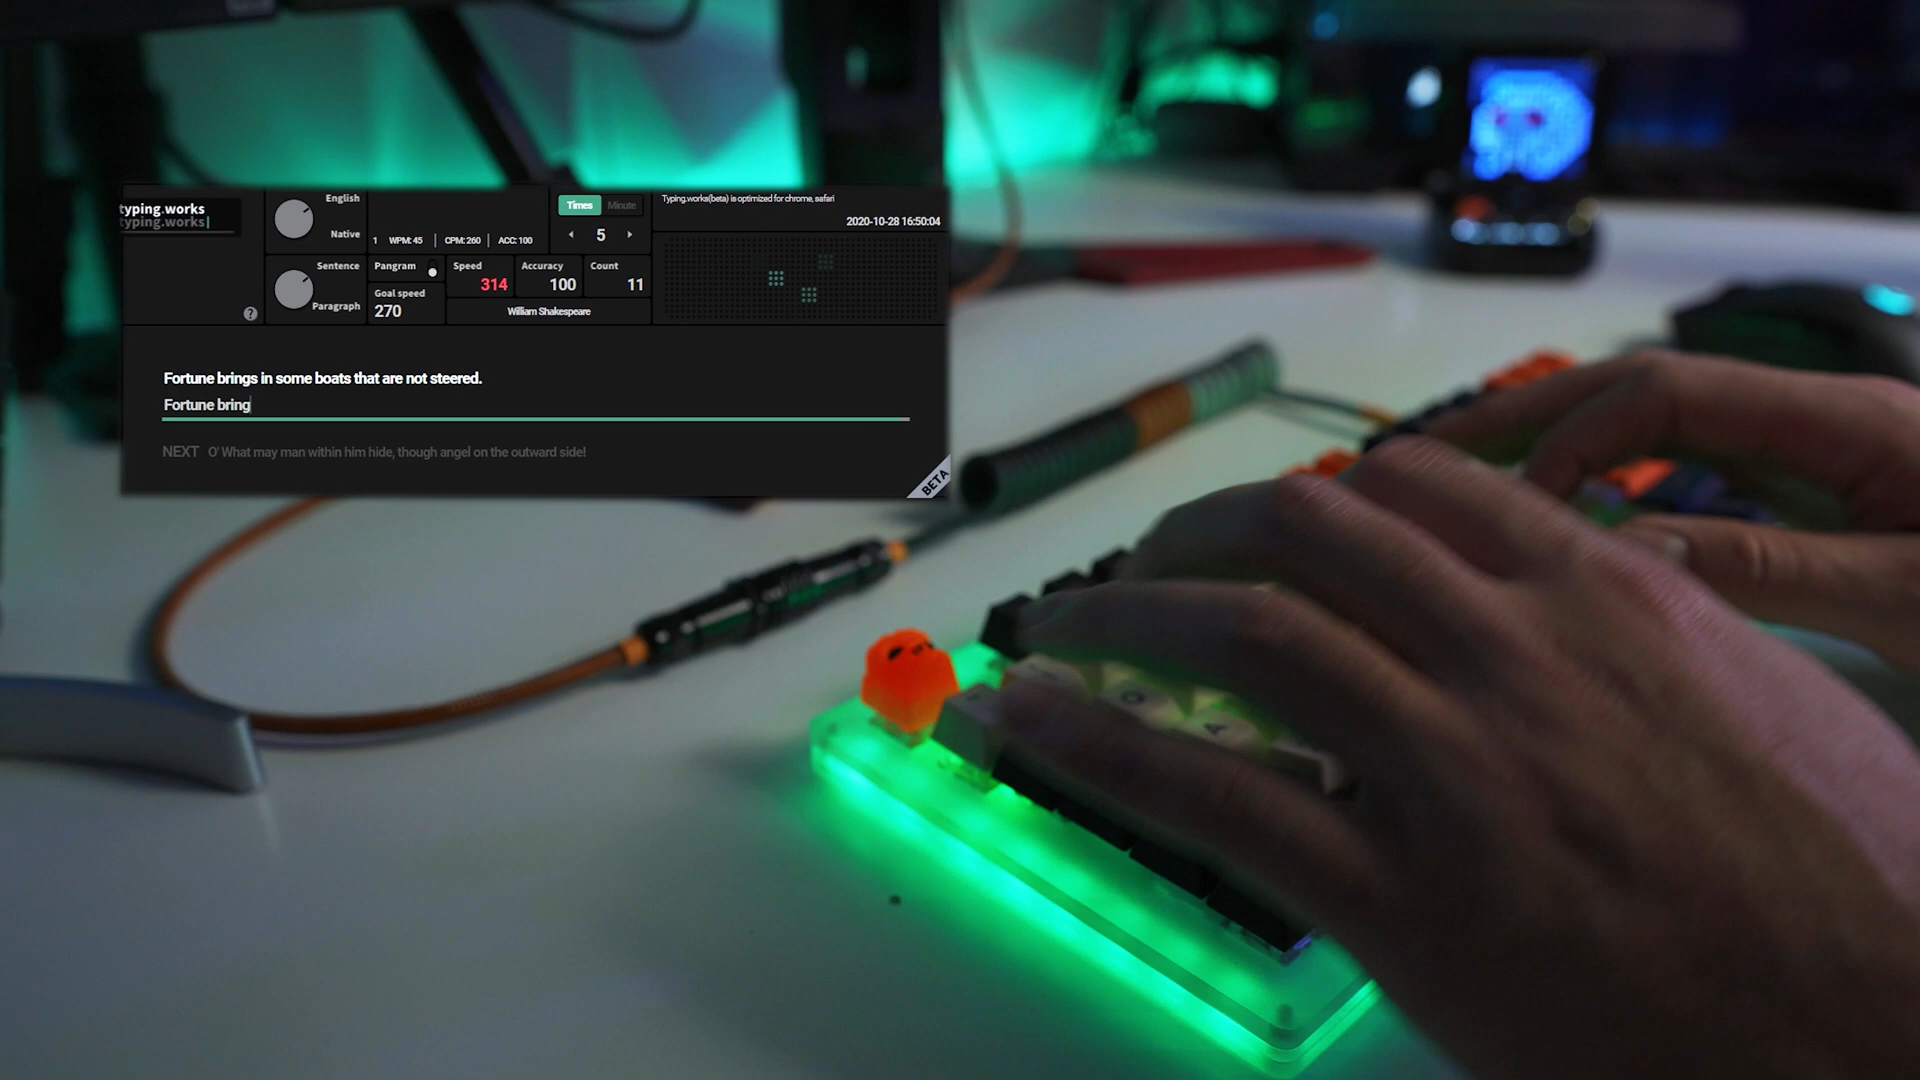 typing.works
typing.works
English
Native
1 WPM: 45 | CPM: 260 | ACC: 100
Times Minute
5
Typing.works(beta) is optimized for chrome, safari
2020-10-28 16:50:04
Sentence
Paragraph
?
Pangram
Goal speed
270
Speed
314
Accuracy
100
Count
11
William Shakespeare
Fortune brings in some boats that are not steered.
Fortune bring
NEXT O' What may man within him hide, though angel on the outward side!
BETA
Q
A